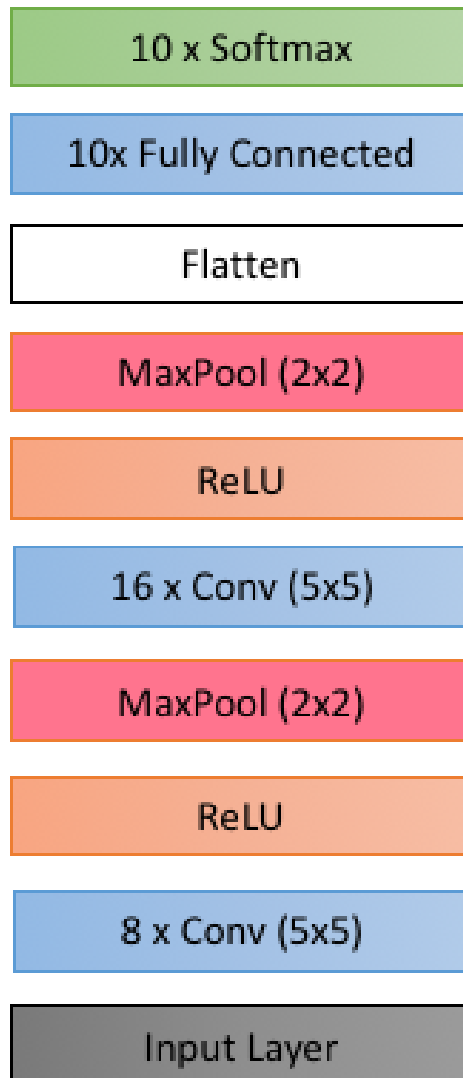 10 x Softmax
10x Fully Connected
Flatten
MaxPool (2x2)
ReLU
16 x Conv (5x5)
MaxPool (2x2)
ReLU
8 x Conv (5x5)
Input Layer